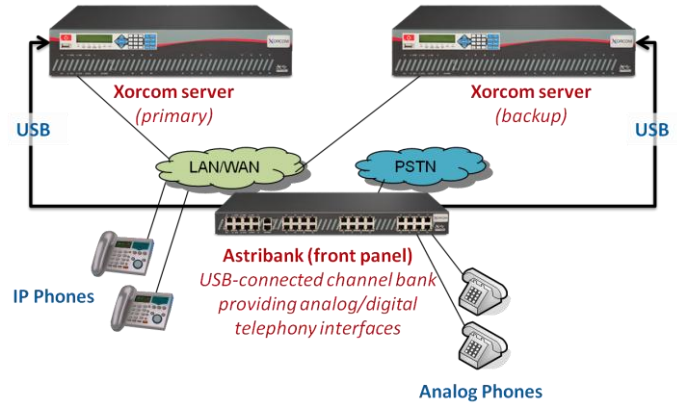 Xorcom server
(primary)
Xorcom server
(backup)
USB
USB
LAN/WAN
PSTN
Astribank (front panel)
USB-connected channel bank
providing analog/digital
telephony interfaces
IP Phones
Analog Phones